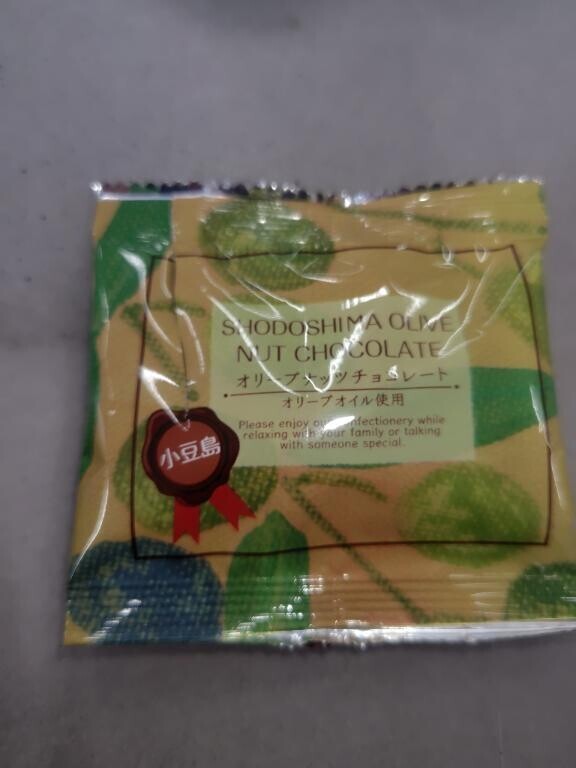 SHODOSHIMA OLIVE
NUT CHOCOLATE
オリーブナッツチョコレート
オリーブオイル使用
Please enjoy our confectionery while
relaxing with your family or talking
with someone special.
小豆島